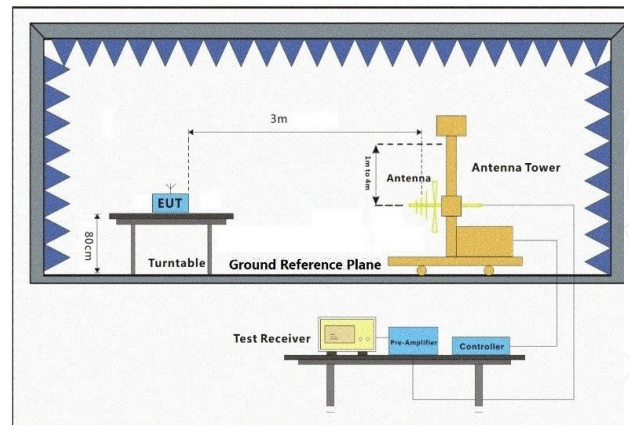 3m
1m to 4m
Antenna
Antenna Tower
EUT
80cm
Turntable
Ground Reference Plane
Test Receiver
Pre-Amplifier
Controller